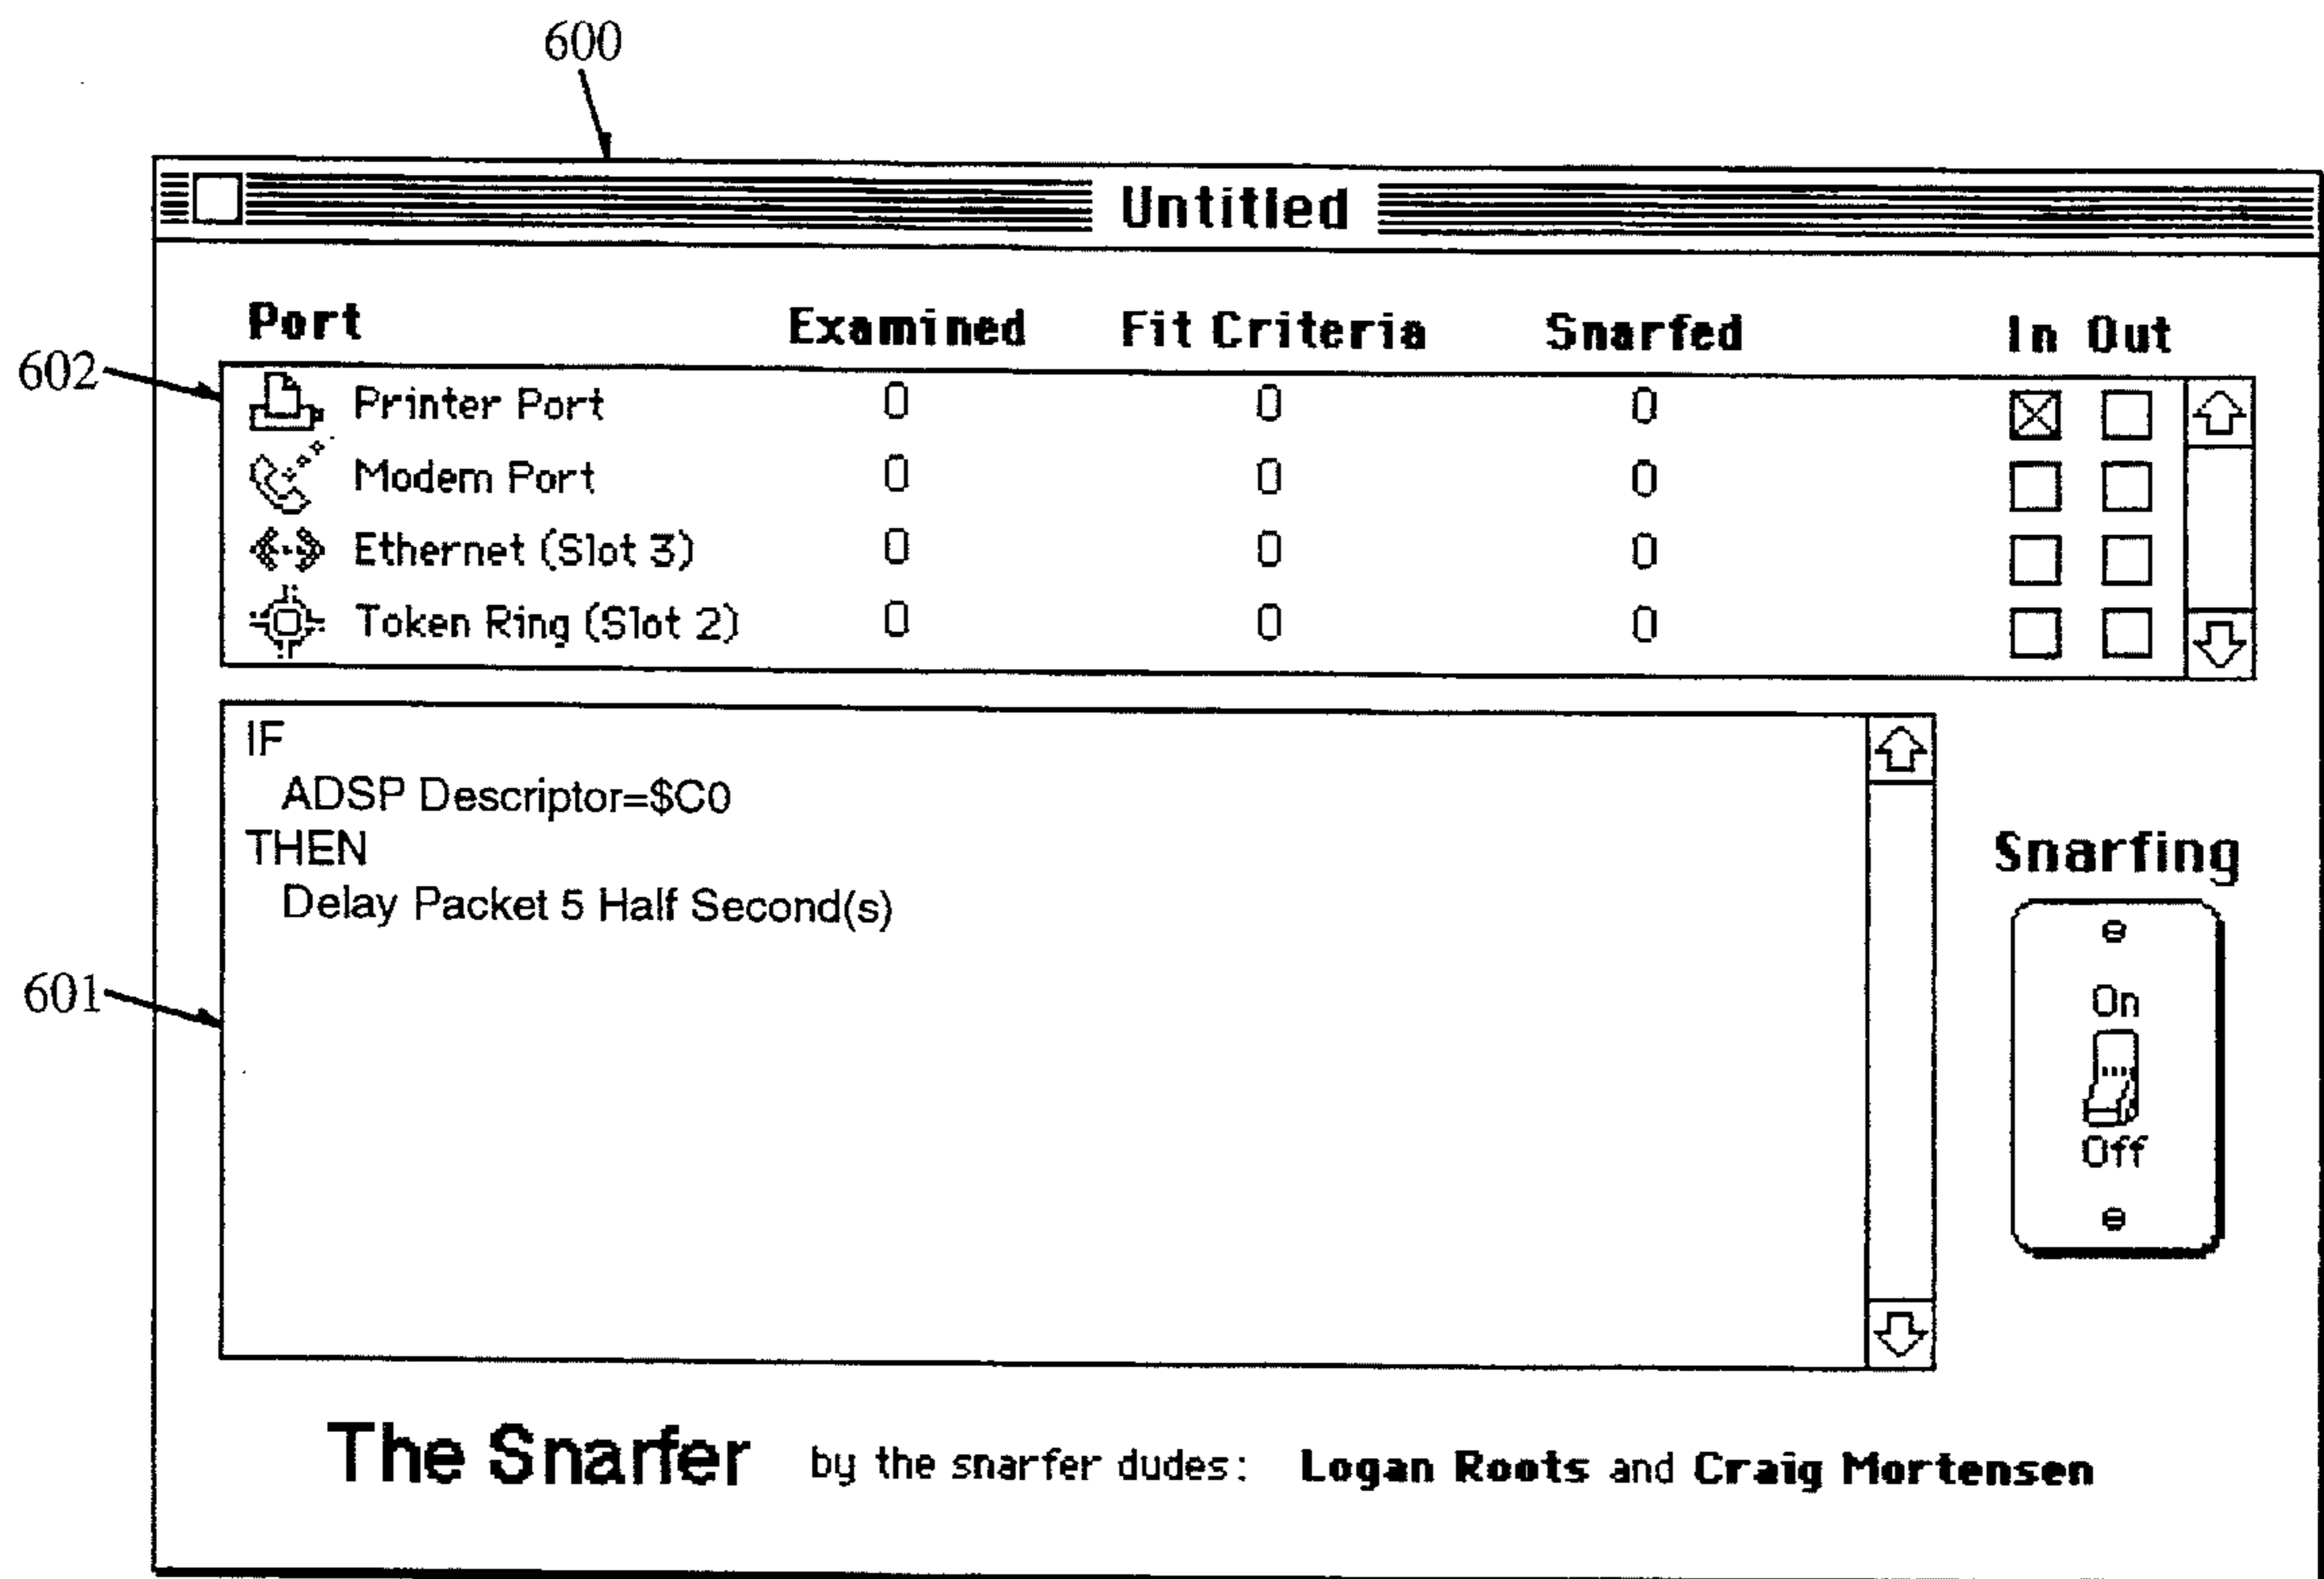 600
Untitled
Port Examined Fit Criteria Snarfed In Out
602
Printer Port 0 0 0
Modem Port 0 0 0
Ethernet (Slot 3) 0 0 0
Token Ring (Slot 2) 0 0 0
IF
ADSP Descriptor=$C0
THEN
Delay Packet 5 Half Second(s)
601
Snarfing
On
Off
The Snarfer by the snarfer dudes: Logan Roots and Craig Mortensen